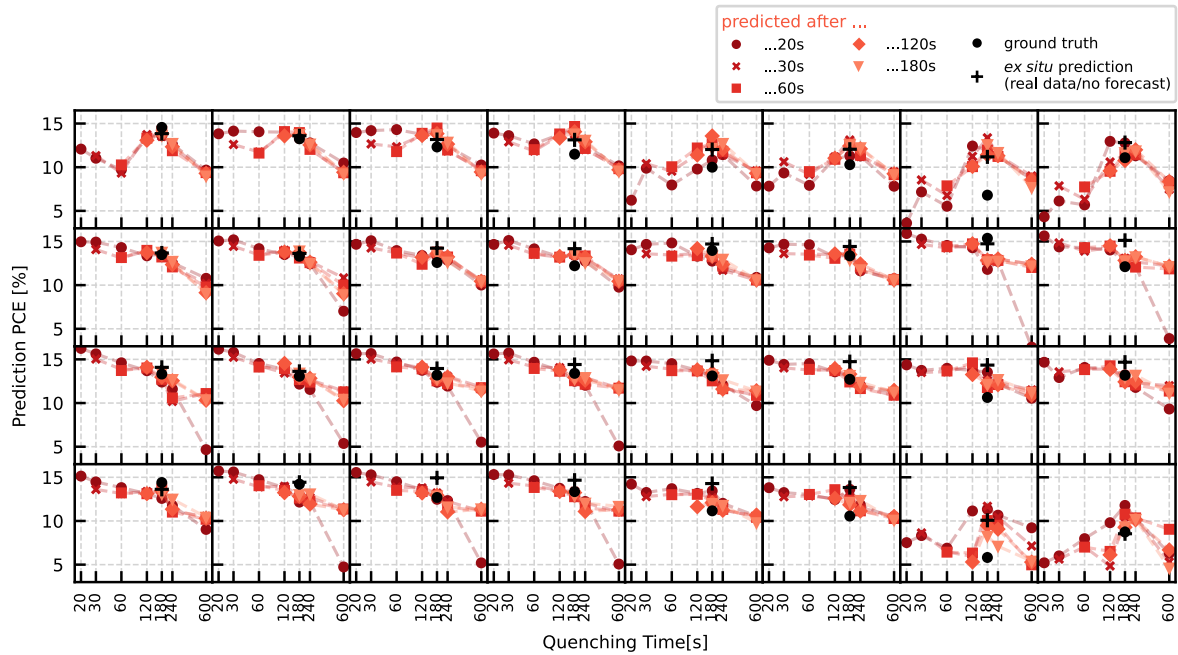 predicted after ...
...20s
...30s
...60s
...120s
...180s
ground truth
ex situ prediction
(real data/no forecast)
15
10
5
15
10
5
15
10
5
15
10
5
Prediction PCE [%]
20 30 60 120 180 240 600
20 30 60 120 180 240 600
20 30 60 120 180 240 600
20 30 60 120 180 240 600
20 30 60 120 180 240 600
20 30 60 120 180 240 600
20 30 60 120 180 240 600
20 30 60 120 180 240 600
Quenching Time[s]